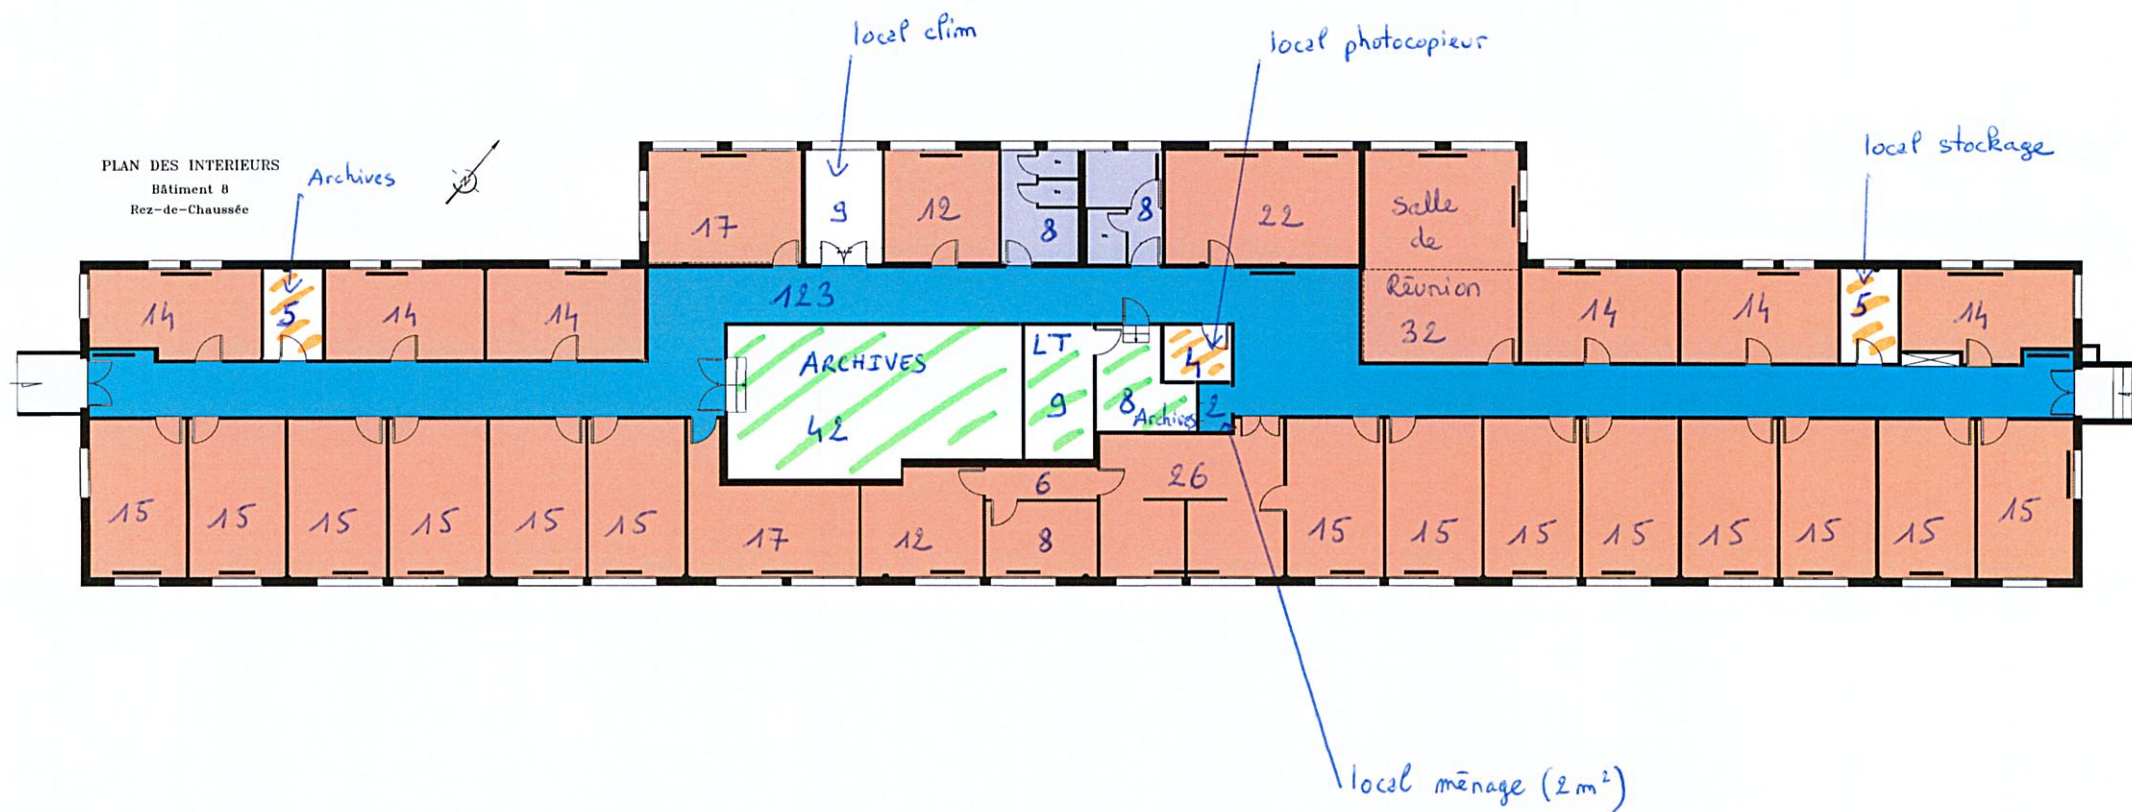 local clim
local photocopieur
local stockage
PLAN DES INTERIEURS
Bâtiment 8
Rez-de-Chaussée
Archives
N
17
9
12
8
8
22
Salle
de
Réunion
32
14
5
14
14
123
14
14
5
14
ARCHIVES
42
LT
9
8
Archives
4
2
15
15
15
15
15
15
17
12
6
8
26
15
15
15
15
15
15
15
15
local ménage (2 m²)